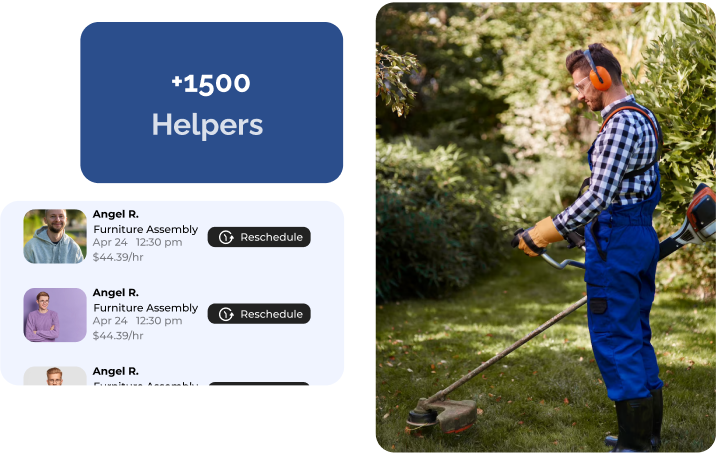 +1500
Helpers
Angel R.
Furniture Assembly
Apr 24 12:30 pm
$44.39/hr
Reschedule
Angel R.
Furniture Assembly
Apr 24 12:30 pm
$44.39/hr
Reschedule
Angel R.
Furniture Assembly